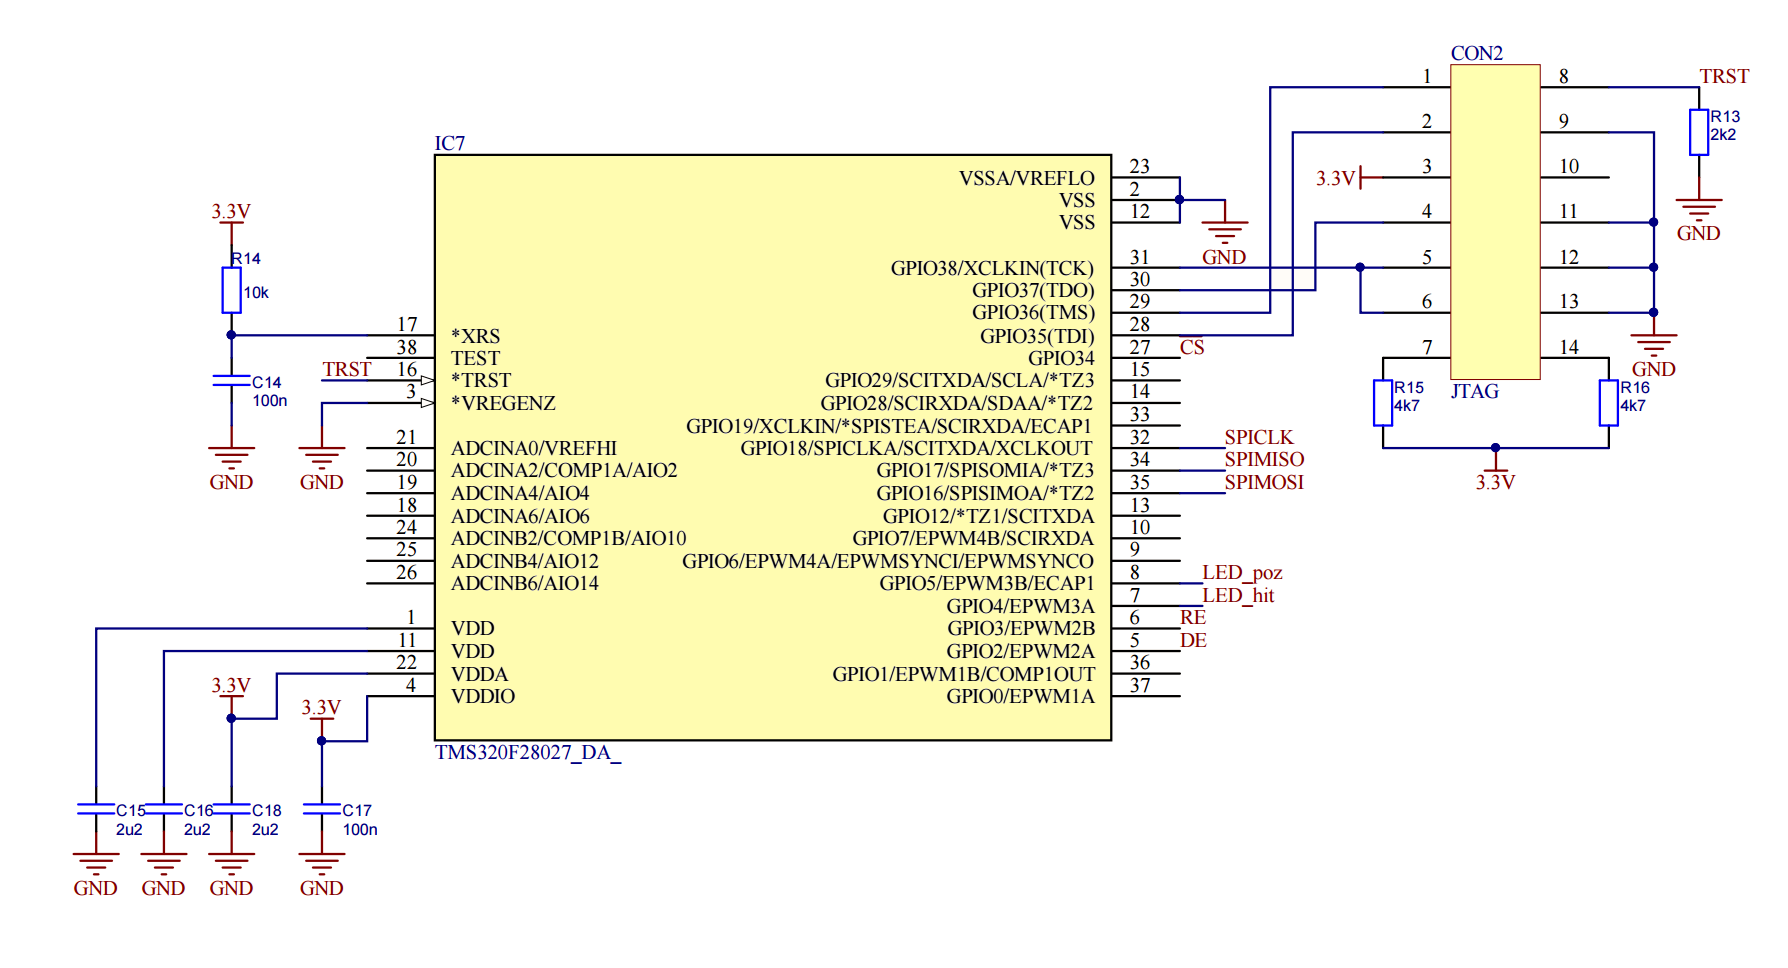 CON2
1
8
TRST
R13
2k2
2
9
3.3V
3
10
4
11
GND
5
12
6
13
7
14
GND
R15
4k7
JTAG
R16
4k7
3.3V
IC7
VSSA/VREFLO
23
VSS
2
VSS
12
GND
GPIO38/XCLKIN(TCK)
31
GPIO37(TDO)
30
GPIO36(TMS)
29
GPIO35(TDI)
28
GPIO34
27
CS
GPIO29/SCITXDA/SCLA/*TZ3
15
GPIO28/SCIRXDA/SDAA/*TZ2
14
GPIO19/XCLKIN/*SPISTEA/SCIRXDA/ECAP1
33
GPIO18/SPICLKA/SCITXDA/XCLKOUT
32
SPICLK
GPIO17/SPISOMIA/*TZ3
34
SPIMISO
GPIO16/SPISIMOA/*TZ2
35
SPIMOSI
GPIO12/*TZ1/SCITXDA
13
GPIO7/EPWM4B/SCIRXDA
10
GPIO6/EPWM4A/EPWMSYNCI/EPWMSYNCO
9
GPIO5/EPWM3B/ECAP1
8
LED_poz
GPIO4/EPWM3A
7
LED_hit
GPIO3/EPWM2B
6
RE
GPIO2/EPWM2A
5
DE
GPIO1/EPWM1B/COMP1OUT
36
GPIO0/EPWM1A
37
3.3V
R14
10k
17
*XRS
38
TEST
TRST
16
*TRST
3
*VREGENZ
C14
100n
GND
GND
21
ADCINA0/VREFHI
20
ADCINA2/COMP1A/AIO2
19
ADCINA4/AIO4
18
ADCINA6/AIO6
24
ADCINB2/COMP1B/AIO10
25
ADCINB4/AIO12
26
ADCINB6/AIO14
1
VDD
11
VDD
22
VDDA
4
VDDIO
3.3V
3.3V
TMS320F28027_DA_
C15
2u2
C16
2u2
C18
2u2
C17
100n
GND
GND
GND
GND